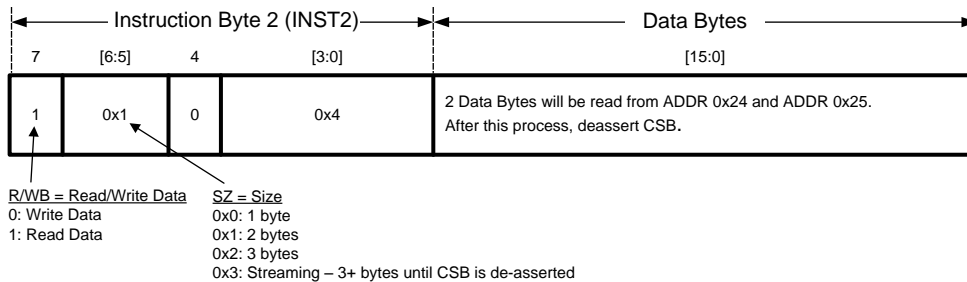 Instruction Byte 2 (INST2) Data Bytes
7 [6:5] 4 [3:0] [15:0]
1 0x1 0 0x4
2 Data Bytes will be read from ADDR 0x24 and ADDR 0x25.
After this process, deassert CSB.
R/WB = Read/Write Data
0: Write Data
1: Read Data
SZ = Size
0x0: 1 byte
0x1: 2 bytes
0x2: 3 bytes
0x3: Streaming – 3+ bytes until CSB is de-asserted